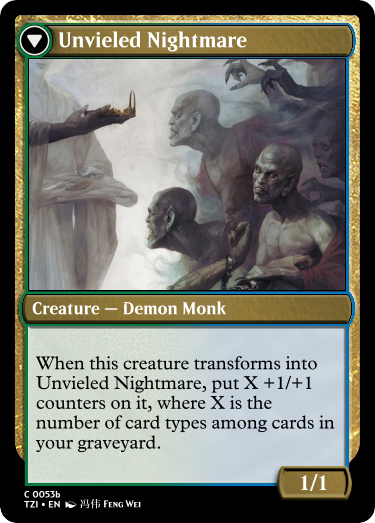 Unvieled Nightmare
Creature — Demon Monk
When this creature transforms into
Unvieled Nightmare, put X +1/+1
counters on it, where X is the
number of card types among cards in
your graveyard.
1/1
C 0053b
TZI • EN 冯伟 Feng Wei